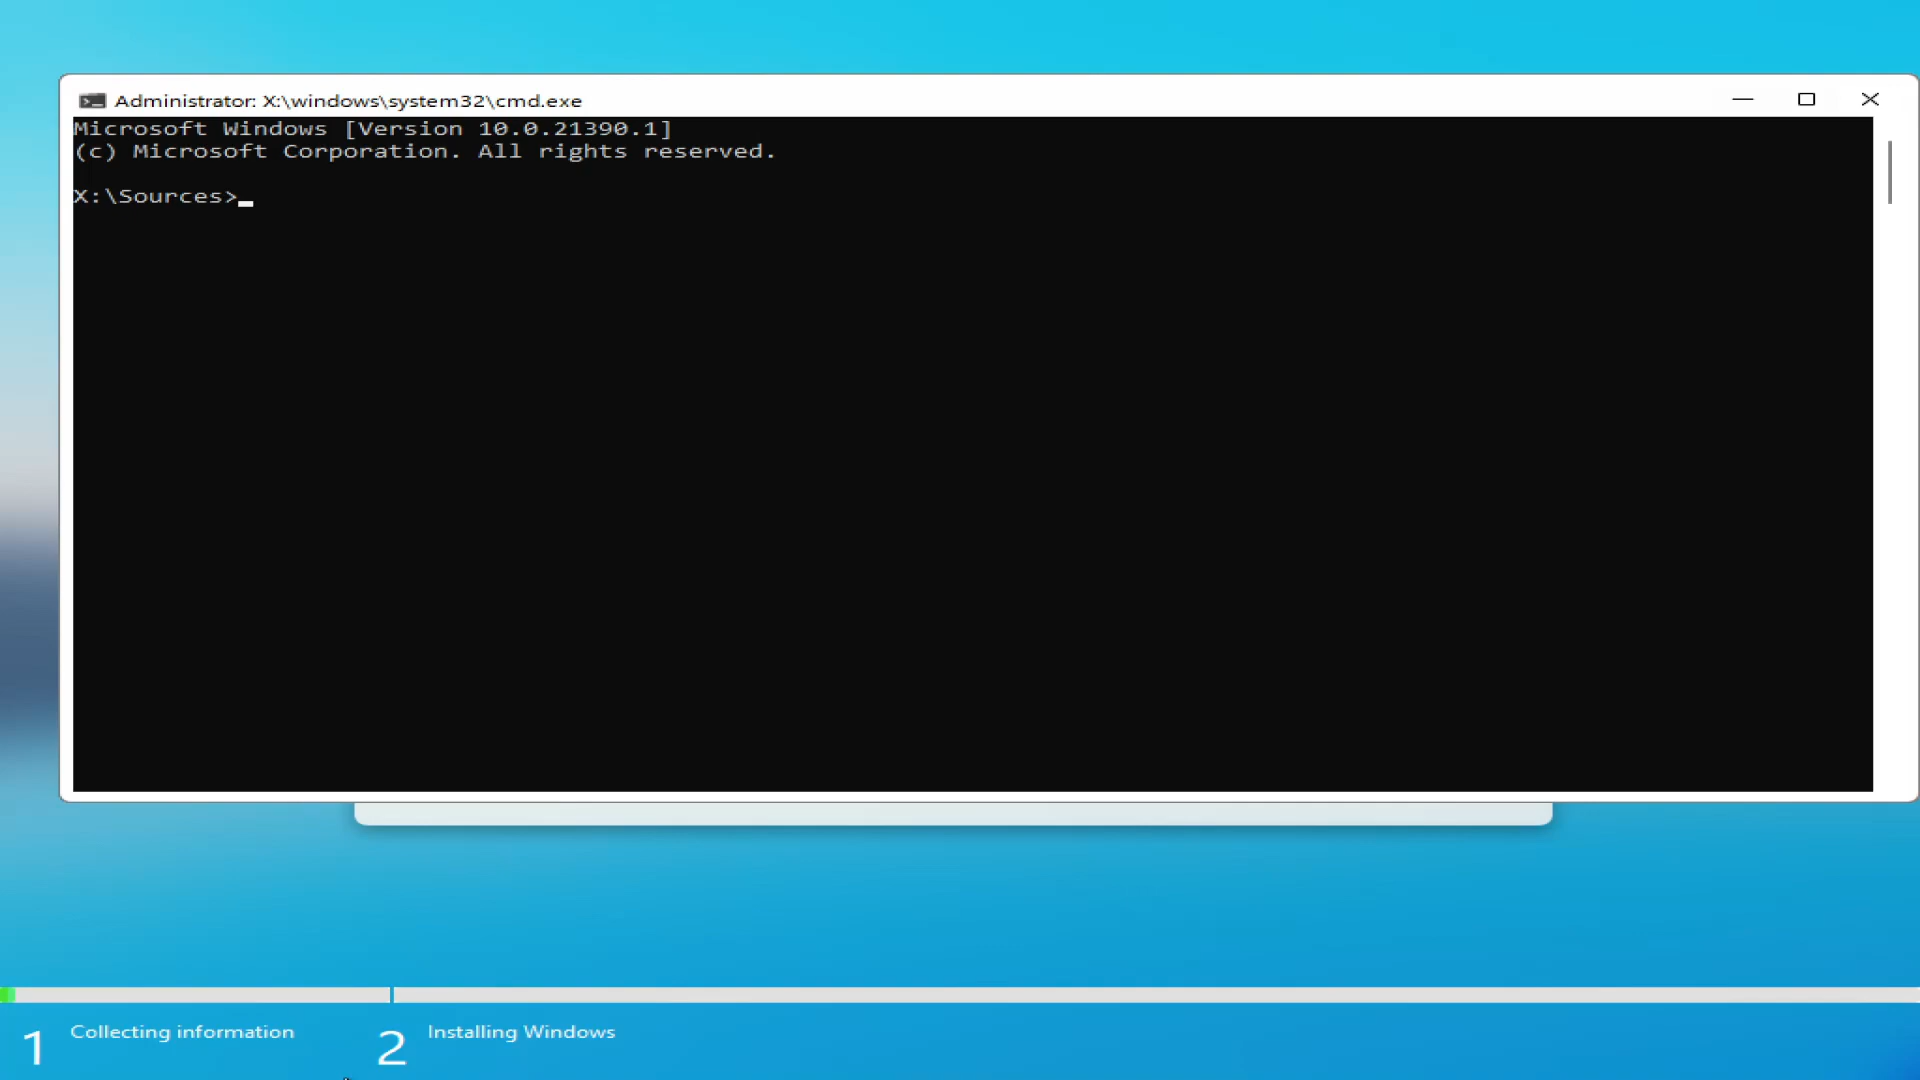 Administrator: X:\windows\system32\cmd.exe
Microsoft Windows [Version 10.0.21390.1]
(c) Microsoft Corporation. All rights reserved.
X:\Sources>
1 Collecting information
2 Installing Windows